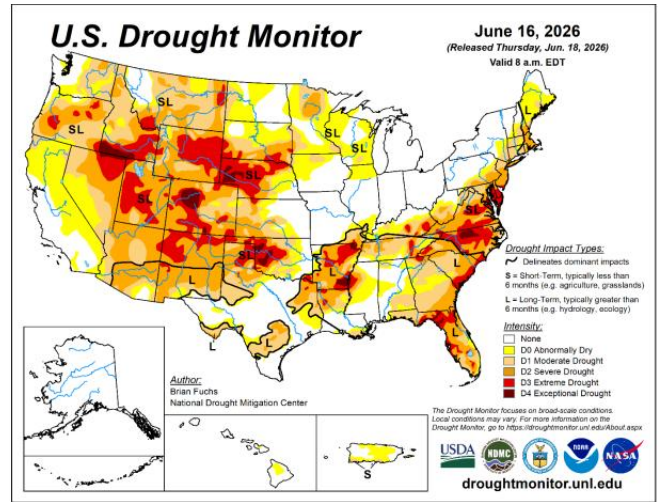 U.S. Drought Monitor
June 16, 2026
(Released Thursday, Jun. 18, 2026)
Valid 8 a.m. EDT
SL
SL
SL
SL
SL
SL
SL
SL
L
L
L
L
L
L
L
S
Drought Impact Types:
Delineates dominant impacts
S = Short-Term, typically less than
6 months (e.g. agriculture, grasslands)
L = Long-Term, typically greater than
6 months (e.g. hydrology, ecology)
Intensity:
None
D0 Abnormally Dry
D1 Moderate Drought
D2 Severe Drought
D3 Extreme Drought
D4 Exceptional Drought
Author:
Brian Fuchs
National Drought Mitigation Center
The Drought Monitor focuses on broad-scale conditions.
Local conditions may vary. For more information on the
Drought Monitor, go to https://droughtmonitor.unl.edu/About.aspx
USDA
NDMC
NOAA
NASA
droughtmonitor.unl.edu